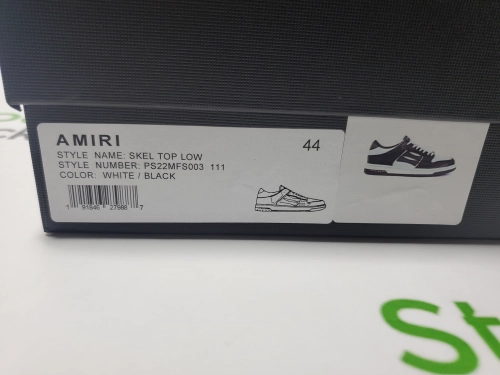 AMIRI
44
STYLE NAME: SKEL TOP LOW
STYLE NUMBER: PS22MFS003 111
COLOR: WHITE / BLACK